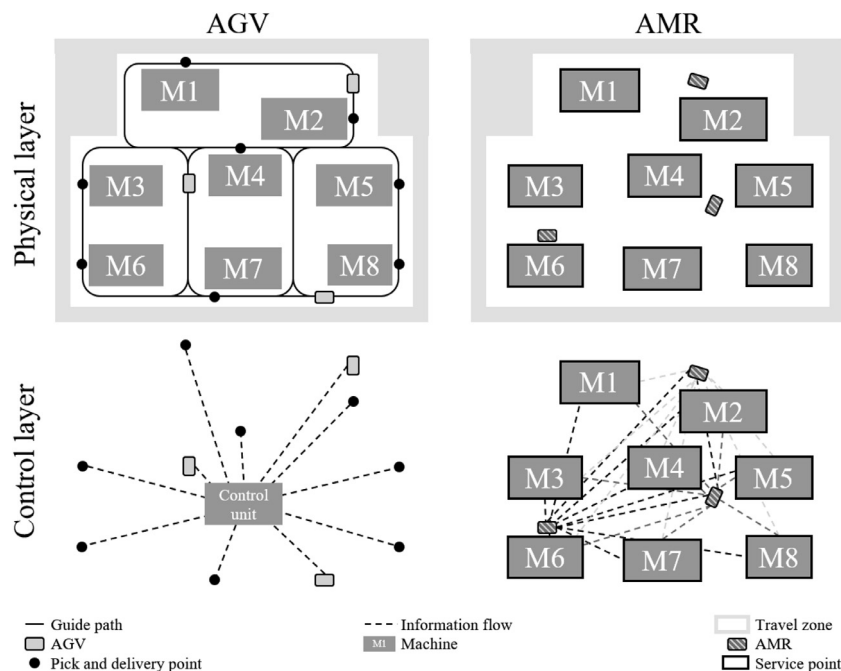 AGV
AMR
Physical layer
M1
M2
M3
M4
M5
M6
M7
M8
M1
M2
M3
M4
M5
M6
M7
M8
Control layer
Control
unit
M1
M2
M3
M4
M5
M6
M7
M8
Guide path
Information flow
Travel zone
AGV
M1 Machine
AMR
Pick and delivery point
Service point